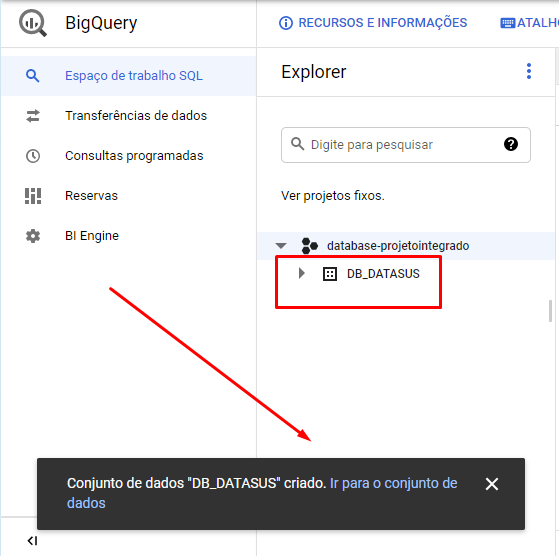 BigQuery
RECURSOS E INFORMAÇÕES
ATALHO
Espaço de trabalho SQL
Transferências de dados
Consultas programadas
Reservas
BI Engine
Explorer
Digite para pesquisar
Ver projetos fixos.
database-projetointegrado
DB_DATASUS
Conjunto de dados "DB_DATASUS" criado. Ir para o conjunto de
dados